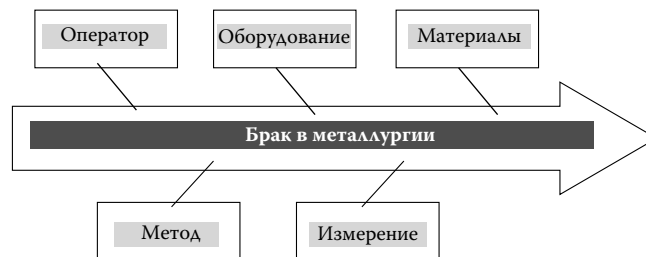 Оператор
Оборудование
Материалы
Брак в металлургии
Метод
Измерение